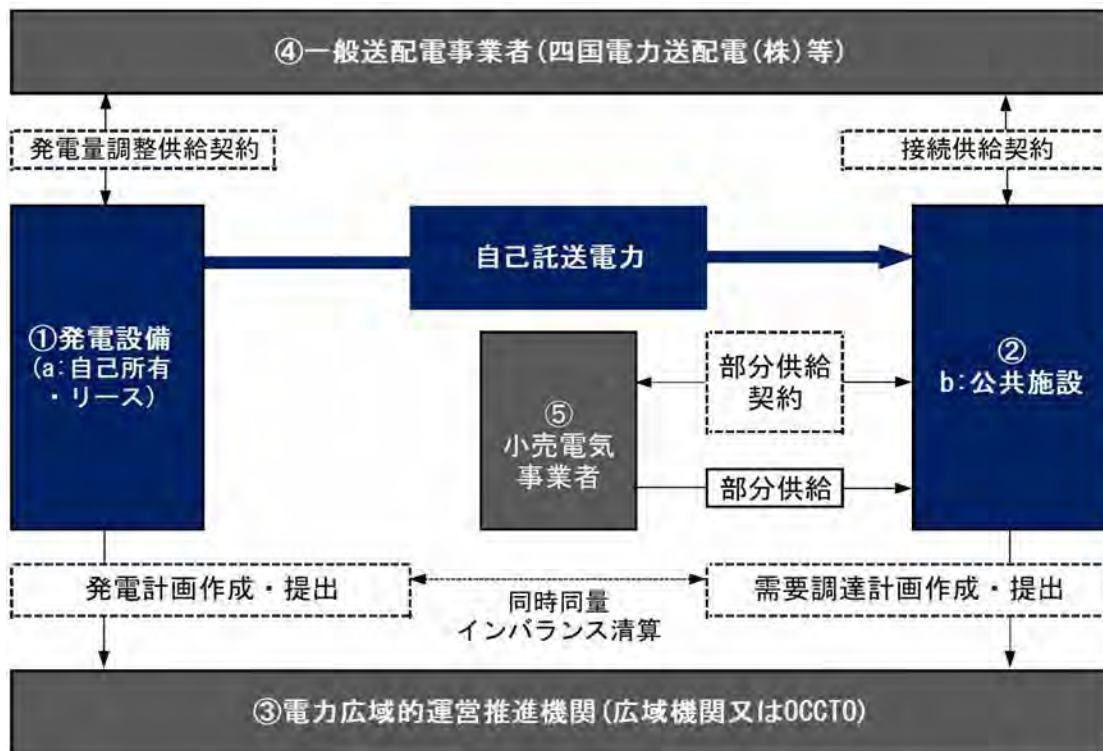 ④一般送配電事業者(四国電力送配電(株)等)
発電量調整供給契約
接続供給契約
自己託送電力
①発電設備
(a:自己所有
・リース)
②
b:公共施設
部分供給
契約
⑤
小売電気
事業者
部分供給
発電計画作成・提出
需要調達計画作成・提出
同時同量
インバランス清算
③電力広域的運営推進機関(広域機関又はOCCTO)